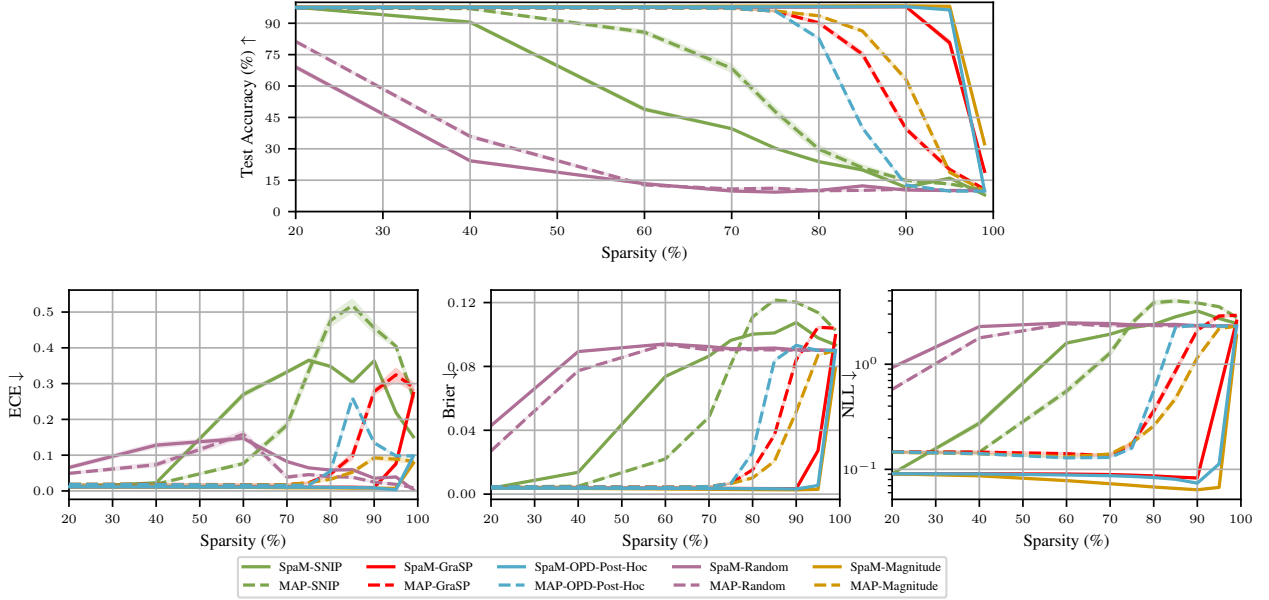 90
75
60
45
30
15
0
Test Accuracy (%) ↑
20 30 40 50 60 70 80 90 100
Sparsity (%)
0.5
0.4
0.3
0.2
0.1
0.0
ECE ↓
20 30 40 50 60 70 80 90 100
Sparsity (%)
0.12
0.08
0.04
0.00
Brier ↓
20 30 40 50 60 70 80 90 100
Sparsity (%)
10⁰
10⁻¹
NLL ↓
20 30 40 50 60 70 80 90 100
Sparsity (%)
SpaM-SNIP SpaM-GraSP SpaM-OPD-Post-Hoc SpaM-Random SpaM-Magnitude
MAP-SNIP MAP-GraSP MAP-OPD-Post-Hoc MAP-Random MAP-Magnitude